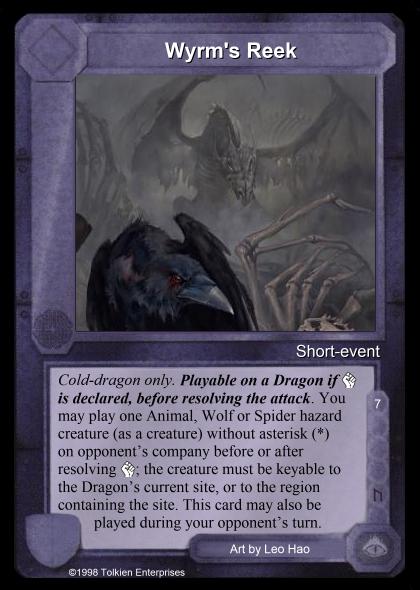 Wyrm's Reek
Short-event
Cold-dragon only. Playable on a Dragon if
is declared, before resolving the attack. You
may play one Animal, Wolf or Spider hazard
creature (as a creature) without asterisk (*)
on opponent's company before or after
resolving ; the creature must be keyable to
the Dragon's current site, or to the region
containing the site. This card may also be
played during your opponent's turn.
7
Art by Leo Hao
©1998 Tolkien Enterprises